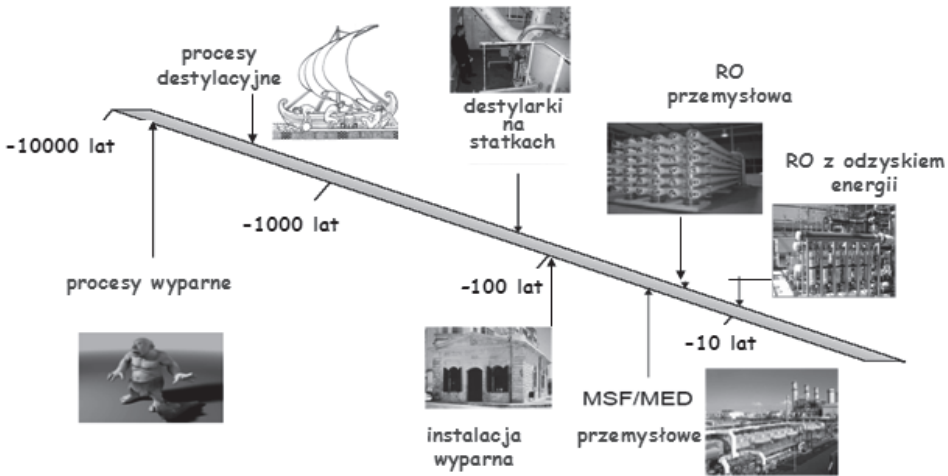 procesy
destylacyjne
destylarki
na
statkach
RO
przemysłowa
RO z odzyskiem
energii
-10000 lat
-1000 lat
-100 lat
-10 lat
procesy wyparne
instalacja
wyparna
MSF/MED
przemysłowe